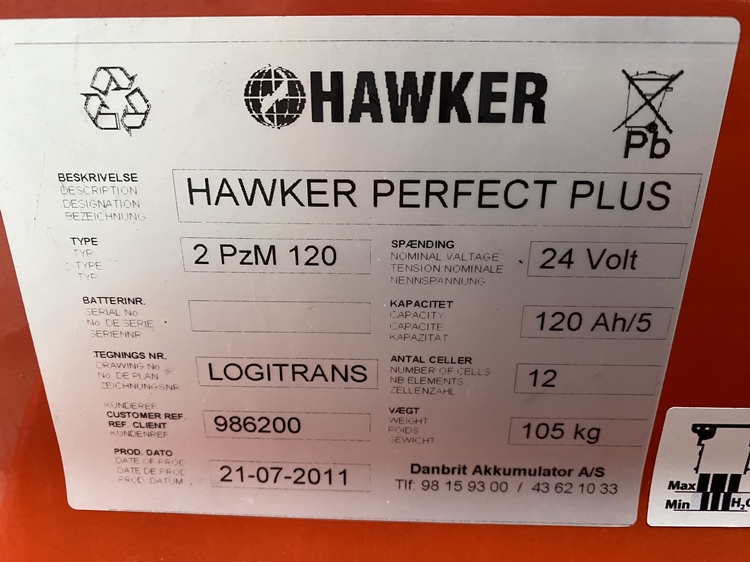 HAWKER
Pb
BESKRIVELSE
DESCRIPTION
DESIGNATION
BEZEICHNUNG
HAWKER PERFECT PLUS
TYPE
TYP
TYPE
TYP
2 PzM 120
SPÆNDING
NOMINAL VALTAGE
TENSION NOMINALE
NENNSPANNUNG
24 Volt
BATTERINR.
SERIAL No
No DE SERIE
SERIENNR
KAPACITET
CAPACITY
CAPACITE
KAPAZITAT
120 Ah/5
TEGNINGS NR.
DRAWING No
No DE PLAN
ZEICHNUNGSNR
LOGITRANS
ANTAL CELLER
NUMBER OF CELLS
NB ELEMENTS
ZELLENZAHL
12
KUNDEREF
CUSTOMER REF.
REF. CLIENT
KUNDENREF
986200
VÆGT
WEIGHT
POIDS
GEWICHT
105 kg
PROD. DATO
DATE OF PROD
DATE DE PROD
PROD. DATUM
21-07-2011
Danbrit Akkumulator A/S
Tlf: 98 15 93 00 / 43 62 10 33
Max
Min